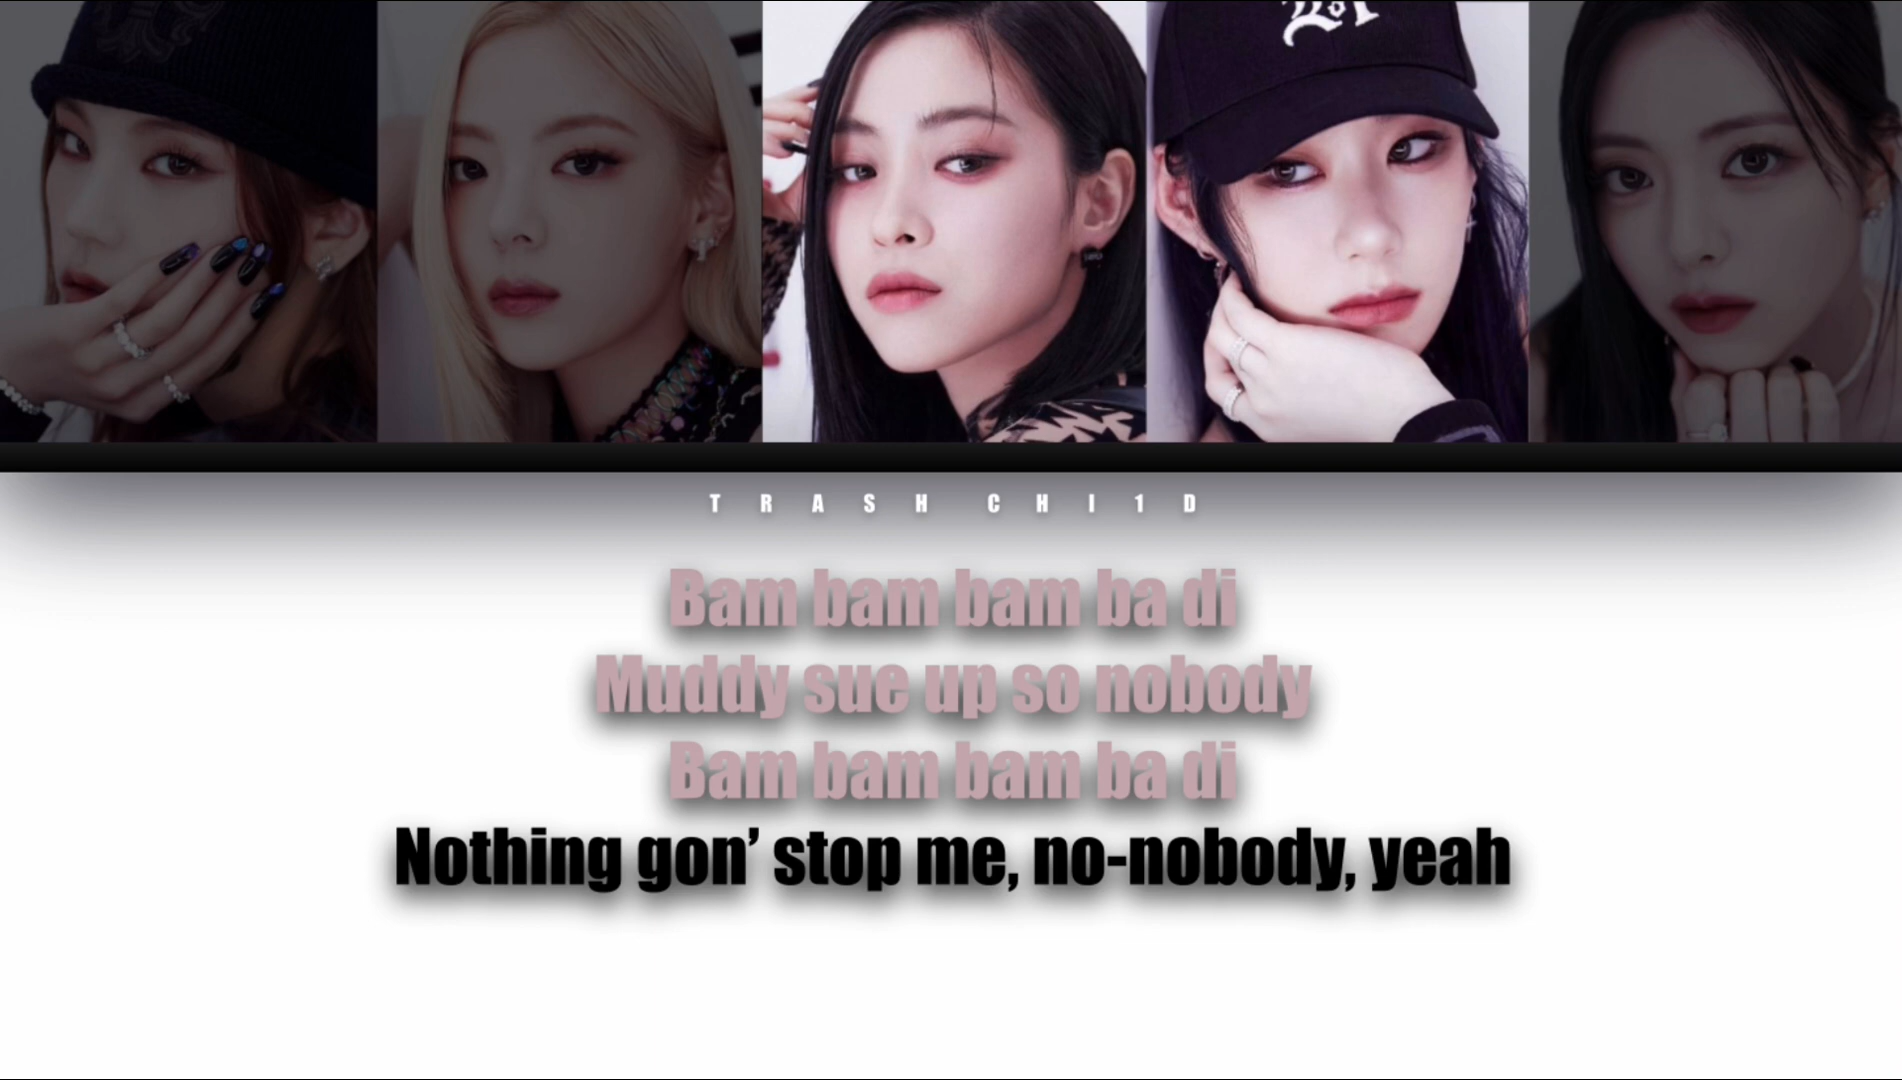 T R A S H C H I 1 D
Bam bam bam ba di
Muddy sue up so nobody
Bam bam bam ba di
Nothing gon’ stop me, no-nobody, yeah